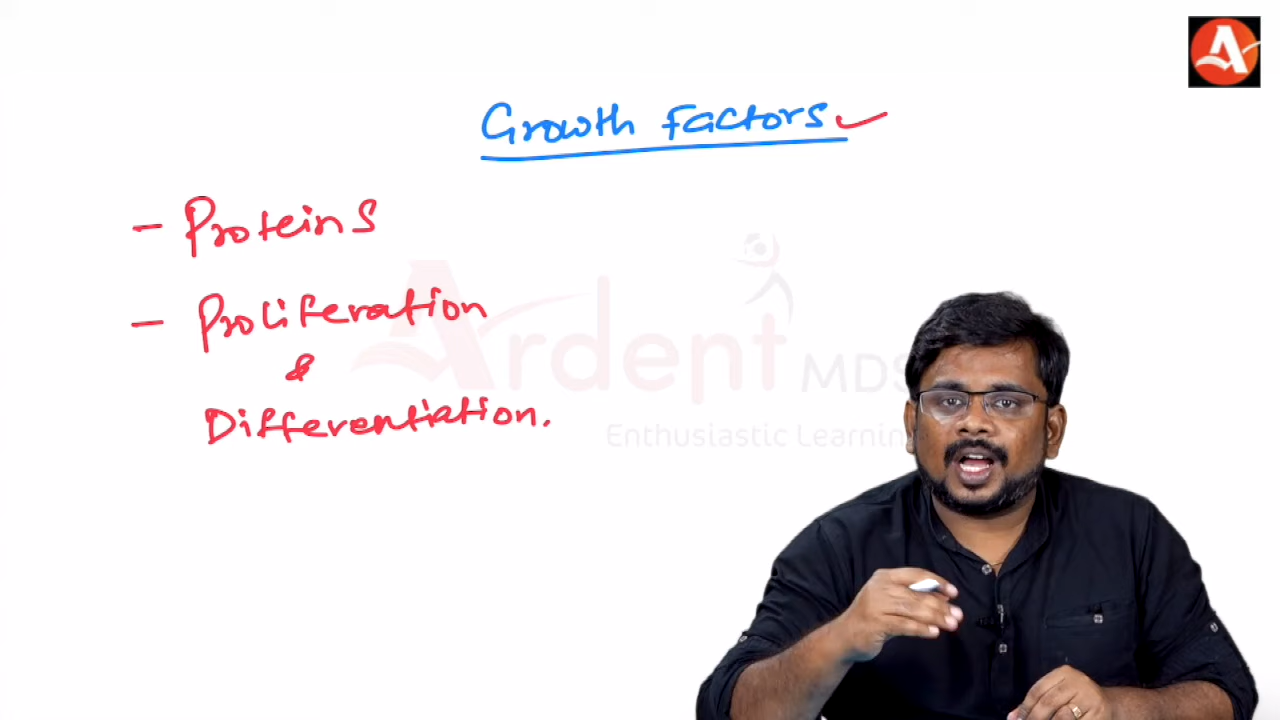 Growth Factors
- Proteins
- Proliferation
&
Differentiation.
Ardent MDS
Enthusiastic Learning